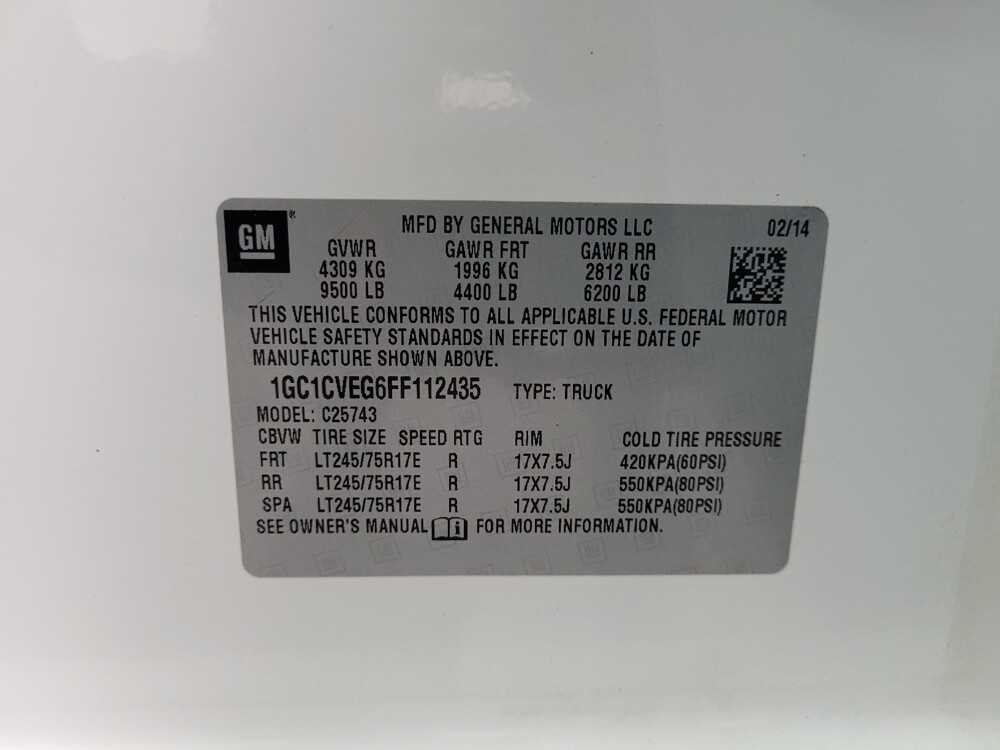 GM ®
MFD BY GENERAL MOTORS LLC 02/14
GVWR GAWR FRT GAWR RR
4309 KG 1996 KG 2812 KG
9500 LB 4400 LB 6200 LB
THIS VEHICLE CONFORMS TO ALL APPLICABLE U.S. FEDERAL MOTOR
VEHICLE SAFETY STANDARDS IN EFFECT ON THE DATE OF
MANUFACTURE SHOWN ABOVE.
1GC1CVEG6FF112435 TYPE: TRUCK
MODEL: C25743
CBVW TIRE SIZE SPEED RTG RIM COLD TIRE PRESSURE
FRT LT245/75R17E R 17X7.5J 420KPA(60PSI)
RR LT245/75R17E R 17X7.5J 550KPA(80PSI)
SPA LT245/75R17E R 17X7.5J 550KPA(80PSI)
SEE OWNER'S MANUAL i FOR MORE INFORMATION.